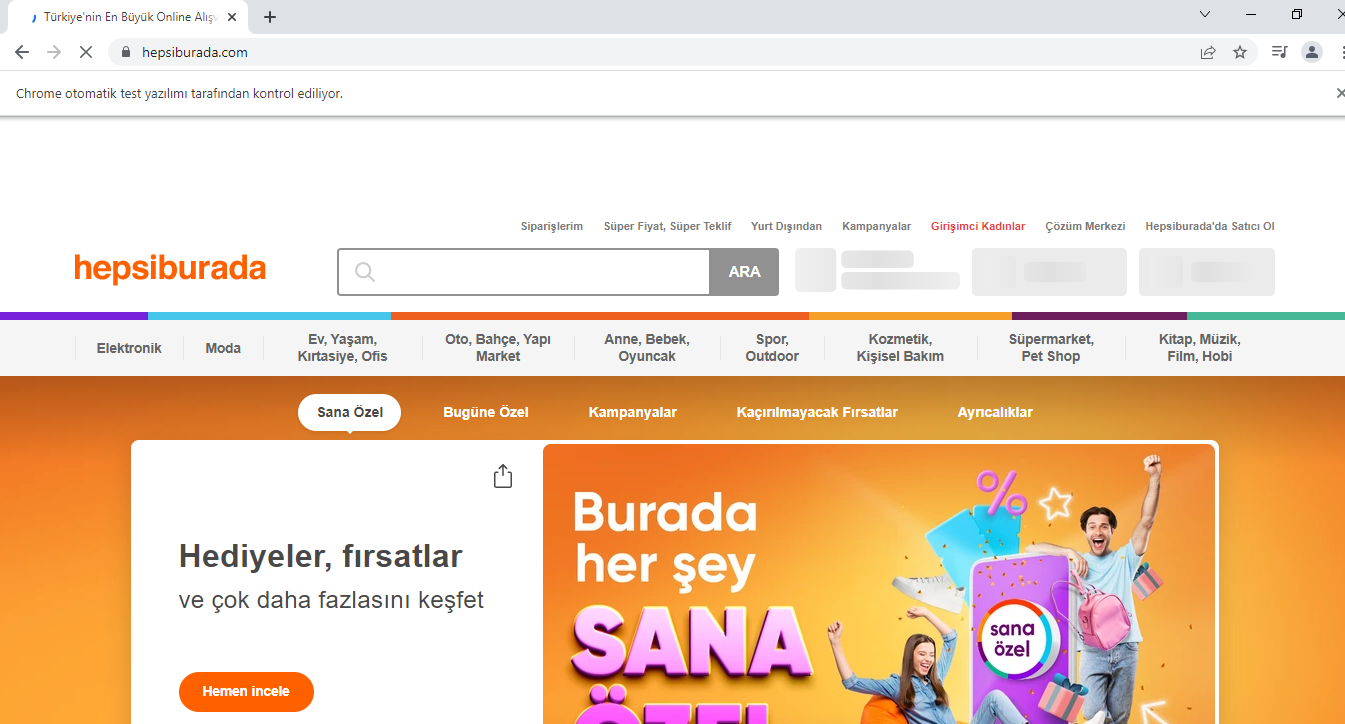 Türkiye'nin En Büyük Online Alışv
hepsiburada.com
Chrome otomatik test yazılımı tarafından kontrol ediliyor.
Siparişlerim Süper Fiyat, Süper Teklif Yurt Dışından Kampanyalar Girişimci Kadınlar Çözüm Merkezi Hepsiburada'da Satıcı Ol
hepsiburada
ARA
Elektronik
Moda
Ev, Yaşam,
Kırtasiye, Ofis
Oto, Bahçe, Yapı
Market
Anne, Bebek,
Oyuncak
Spor,
Outdoor
Kozmetik,
Kişisel Bakım
Süpermarket,
Pet Shop
Kitap, Müzik,
Film, Hobi
Sana Özel Bugüne Özel Kampanyalar Kaçırılmayacak Fırsatlar Ayrıcalıklar
Hediyeler, fırsatlar
ve çok daha fazlasını keşfet
Hemen incele
Burada
her şey
SANA
ÖZEL
%
sana
özel